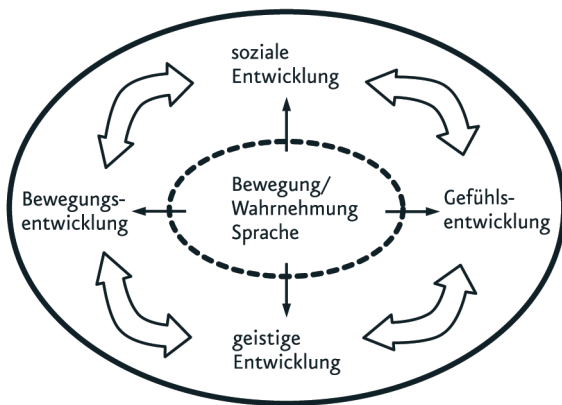 soziale
Entwicklung
Bewegungs-
entwicklung
Bewegung/
Wahrnehmung
Sprache
Gefühls-
entwicklung
geistige
Entwicklung